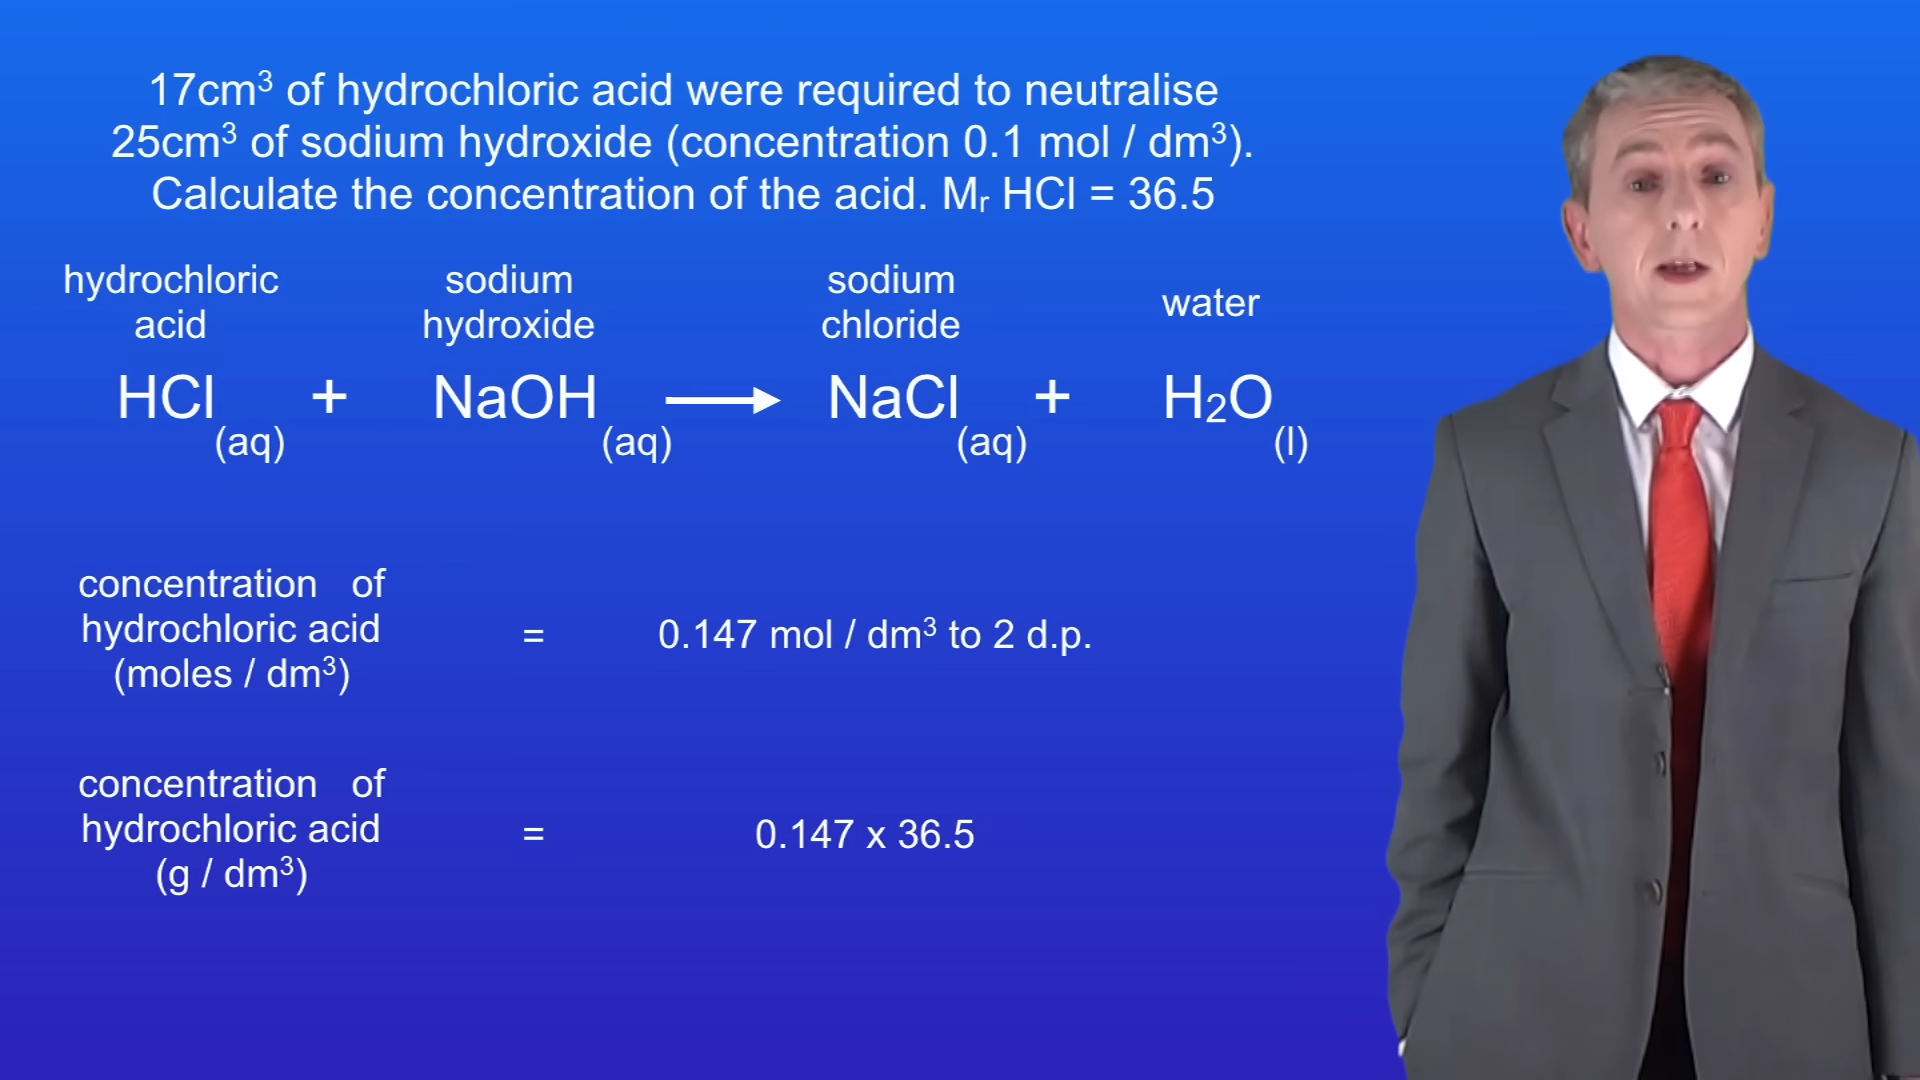 17cm³ of hydrochloric acid were required to neutralise
25cm³ of sodium hydroxide (concentration 0.1 mol / dm³).
Calculate the concentration of the acid. Mᵣ HCl = 36.5
hydrochloric
acid
sodium
hydroxide
sodium
chloride
water
HCl(aq) + NaOH(aq) ⟶ NaCl(aq) + H₂O(l)
concentration of
hydrochloric acid
(moles / dm³)
= 0.147 mol / dm³ to 2 d.p.
concentration of
hydrochloric acid
(g / dm³)
= 0.147 x 36.5